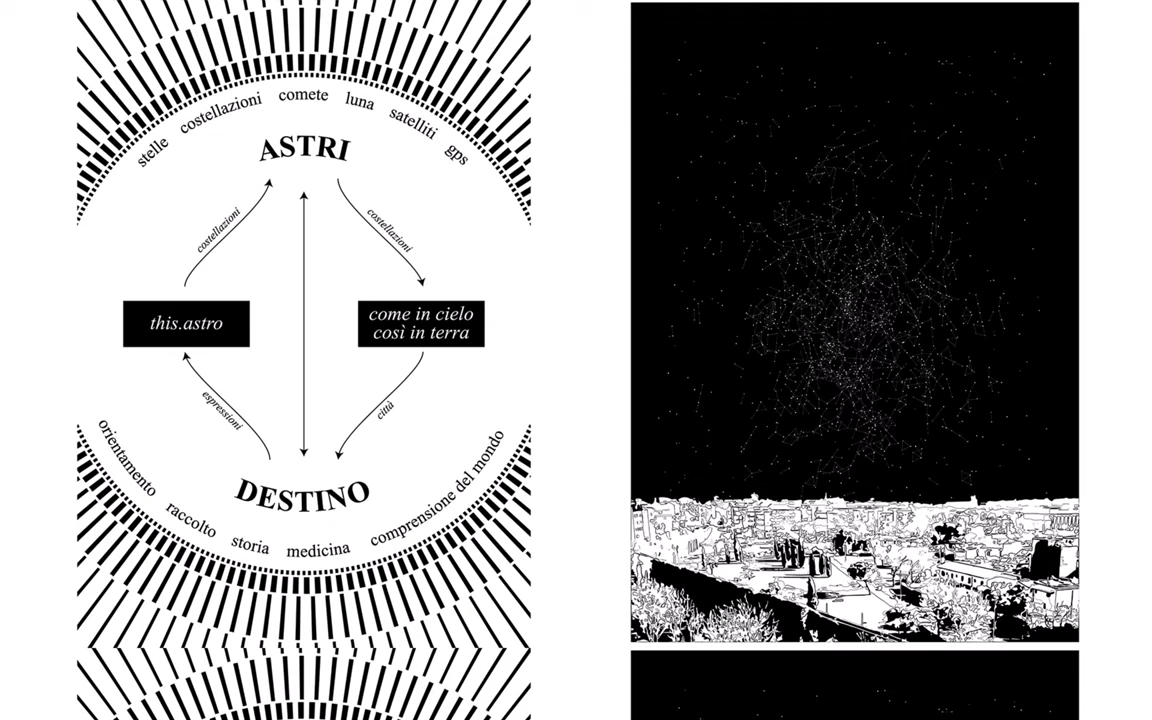 stelle costellazioni comete luna satelliti gps
ASTRI
costellazioni
costellazioni
this.astro
come in cielo
così in terra
espressioni
città
DESTINO
orientamento raccolto storia medicina comprensione del mondo